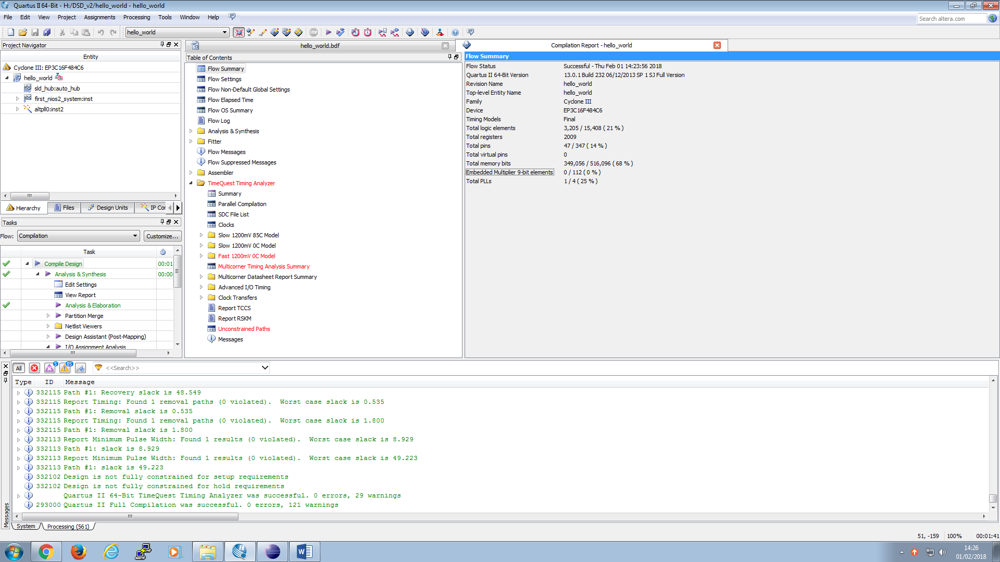 Quartus II 64-Bit - H:/DSD_v2/hello_world - hello_world
File Edit View Project Assignments Processing Tools Window Help
Search altera.com
hello_world
STOP
Project Navigator
Entity
Cyclone III: EP3C16F484C6
hello_world
sld_hub:auto_hub
first_nios2_system:inst
altpll0:inst2
Hierarchy Files Design Units IP Cor
Tasks
Flow: Compilation Customize...
Task
Compile Design 00:01
Analysis & Synthesis 00:00
Edit Settings
View Report
Analysis & Elaboration
Partition Merge
Netlist Viewers
Design Assistant (Post-Mapping)
I/O Assignment Analysis
hello_world.bdf
Compilation Report - hello_world
Table of Contents
Flow Summary
Flow Settings
Flow Non-Default Global Settings
Flow Elapsed Time
Flow OS Summary
Flow Log
Analysis & Synthesis
Fitter
Flow Messages
Flow Suppressed Messages
Assembler
TimeQuest Timing Analyzer
Summary
Parallel Compilation
SDC File List
Clocks
Slow 1200mV 85C Model
Slow 1200mV 0C Model
Fast 1200mV 0C Model
Multicorner Timing Analysis Summary
Multicorner Datasheet Report Summary
Advanced I/O Timing
Clock Transfers
Report TCCS
Report RSKM
Unconstrained Paths
Messages
Flow Summary
Flow Status Successful - Thu Feb 01 14:23:56 2018
Quartus II 64-Bit Version 13.0.1 Build 232 06/12/2013 SP 1 SJ Full Version
Revision Name hello_world
Top-level Entity Name hello_world
Family Cyclone III
Device EP3C16F484C6
Timing Models Final
Total logic elements 3,205 / 15,408 ( 21 % )
Total registers 2009
Total pins 47 / 347 ( 14 % )
Total virtual pins 0
Total memory bits 349,056 / 516,096 ( 68 % )
Embedded Multiplier 9-bit elements 0 / 112 ( 0 % )
Total PLLs 1 / 4 ( 25 % )
All 5 85 <<Search>>
Type ID Message
332115 Path #1: Recovery slack is 48.549
332115 Report Timing: Found 1 removal paths (0 violated). Worst case slack is 0.535
332115 Path #1: Removal slack is 0.535
332115 Report Timing: Found 1 removal paths (0 violated). Worst case slack is 1.800
332115 Path #1: Removal slack is 1.800
332113 Report Minimum Pulse Width: Found 1 results (0 violated). Worst case slack is 8.929
332113 Path #1: slack is 8.929
332113 Report Minimum Pulse Width: Found 1 results (0 violated). Worst case slack is 49.223
332113 Path #1: slack is 49.223
332102 Design is not fully constrained for setup requirements
332102 Design is not fully constrained for hold requirements
Quartus II 64-Bit TimeQuest Timing Analyzer was successful. 0 errors, 29 warnings
293000 Quartus II Full Compilation was successful. 0 errors, 121 warnings
Messages
System Processing (561)
51, -159 100% 00:01:41
14:26
01/02/2018